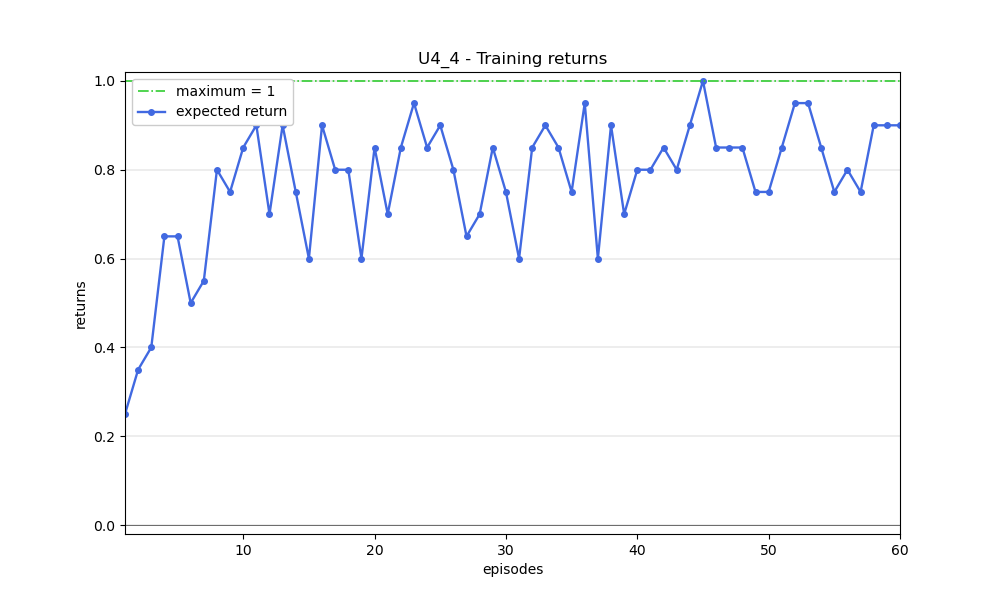 U4_4 - Training returns
maximum = 1
expected return
returns
1.0
0.8
0.6
0.4
0.2
0.0
10 20 30 40 50 60
episodes